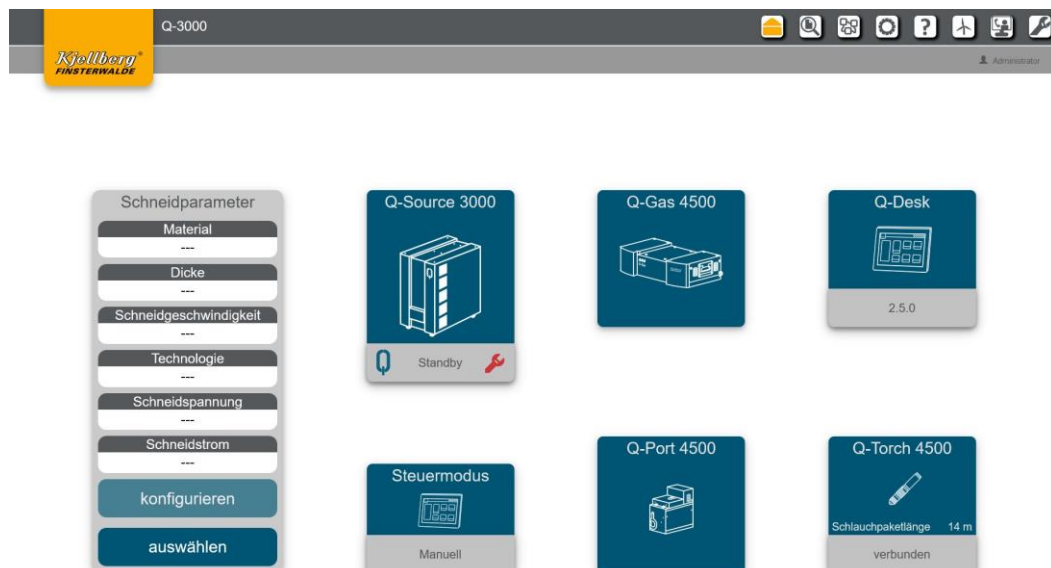 Q-3000
Kjellberg®
FINSTERWALDE
Administrator
Schneidparameter
Material
---
Dicke
---
Schneidgeschwindigkeit
---
Technologie
---
Schneidspannung
---
Schneidstrom
---
konfigurieren
auswählen
Q-Source 3000
Standby
Q-Gas 4500
Q-Desk
2.5.0
Steuermodus
Manuell
Q-Port 4500
Q-Torch 4500
Schlauchpaketlänge 14 m
verbunden